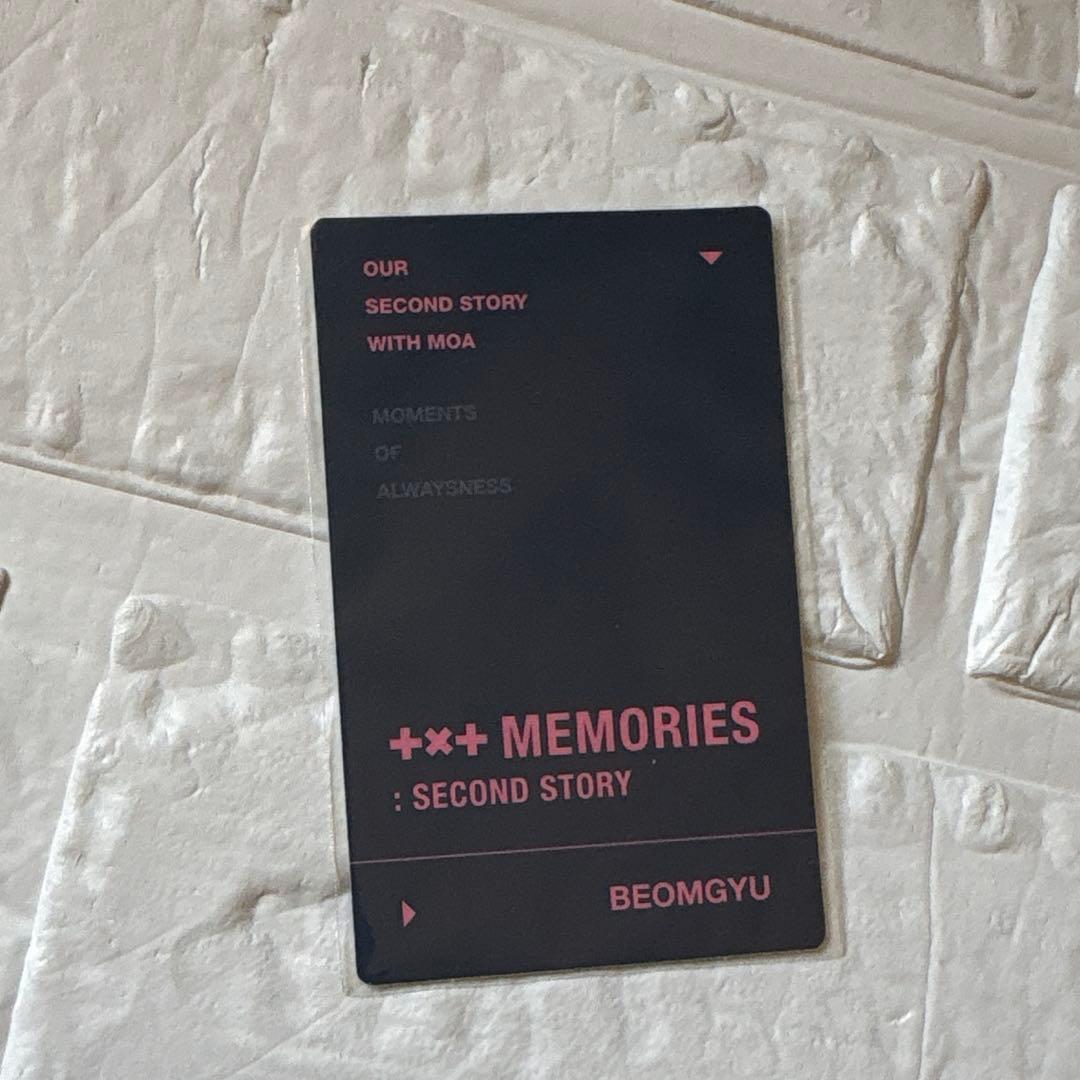 OUR
SECOND STORY
WITH MOA
MOMENTS
OF
ALWAYSNESS
+×+ MEMORIES
: SECOND STORY
BEOMGYU